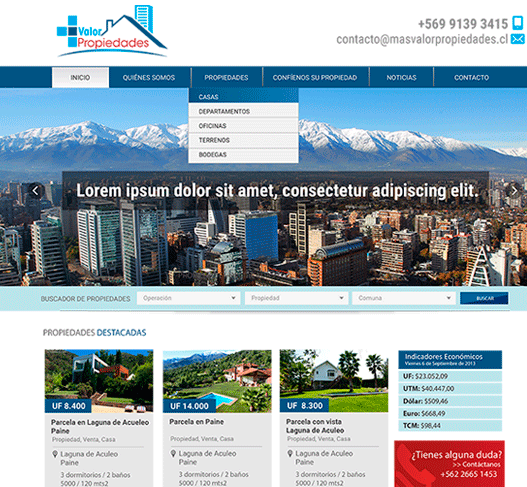 Valor
Propiedades
+569 9139 3415
contacto@masvalorpropiedades.cl
INICIO
QUIÉNES SOMOS
PROPIEDADES
CONFÍENOS SU PROPIEDAD
NOTICIAS
CONTACTO
CASAS
DEPARTAMENTOS
OFICINAS
TERRENOS
BODEGAS
Lorem ipsum dolor sit amet, consectetur adipiscing elit.
BUSCADOR DE PROPIEDADES
Operación
Propiedad
Comuna
BUSCAR
PROPIEDADES DESTACADAS
UF 8.400
Parcela en Laguna de Aculeo
Paine
Propiedad, Venta, Casa
Laguna de Aculeo
Paine
3 dormitorios / 2 baños
5000 / 120 mts2
UF 14.000
Parcela en Paine
Propiedad, Venta, Casa
Laguna de Aculeo
Paine
3 dormitorios / 2 baños
5000 / 120 mts2
UF 8.300
Parcela con vista
Laguna de Aculeo
Propiedad, Venta, Casa
Laguna de Aculeo
Paine
3 dormitorios / 2 baños
5000 / 120 mts2
Indicadores Económicos
Viernes 6 de Septiembre de 2013
UF: $23.052,09
UTM: $40.447,00
Dólar: $509,46
Euro: $668,49
TCM: $98,44
¿Tienes alguna duda?
>> Contáctanos
+562 2665 1453